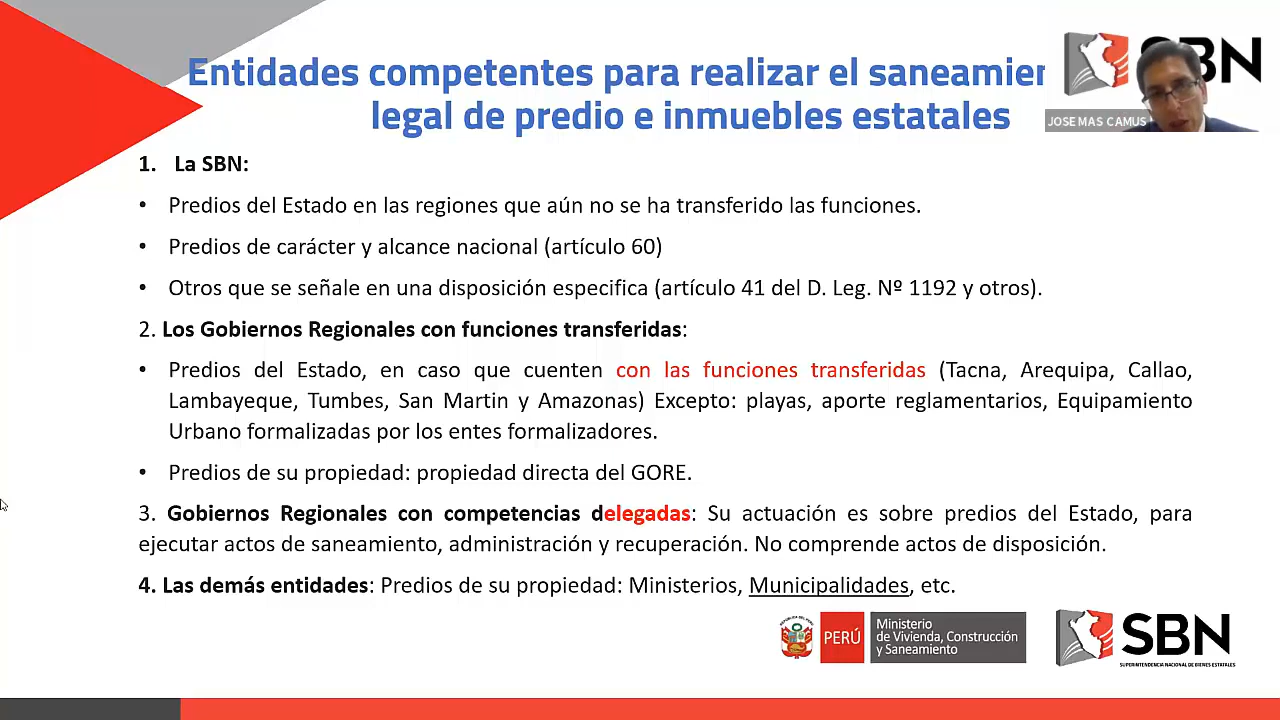 Entidades competentes para realizar el
legal de predio e inmuebles estatales
SBN
JOSE MAS CAMUS
1. La SBN:
• Predios del Estado en las regiones que aún no se ha transferido las funciones.
• Predios de carácter y alcance nacional (artículo 60)
• Otros que se señale en una disposición especifica (artículo 41 del D. Leg. Nº 1192 y otros).
2. Los Gobiernos Regionales con funciones transferidas:
• Predios del Estado, en caso que cuenten con las funciones transferidas (Tacna, Arequipa, Callao,
Lambayeque, Tumbes, San Martin y Amazonas) Excepto: playas, aporte reglamentarios, Equipamiento
Urbano formalizadas por los entes formalizadores.
• Predios de su propiedad: propiedad directa del GORE.
3. Gobiernos Regionales con competencias delegadas: Su actuación es sobre predios del Estado, para
ejecutar actos de saneamiento, administración y recuperación. No comprende actos de disposición.
4. Las demás entidades: Predios de su propiedad: Ministerios, Municipalidades, etc.
PERÚ
Ministerio
de Vivienda, Construcción
y Saneamiento
SBN
SUPERINTENDENCIA NACIONAL DE BIENES ESTATALES